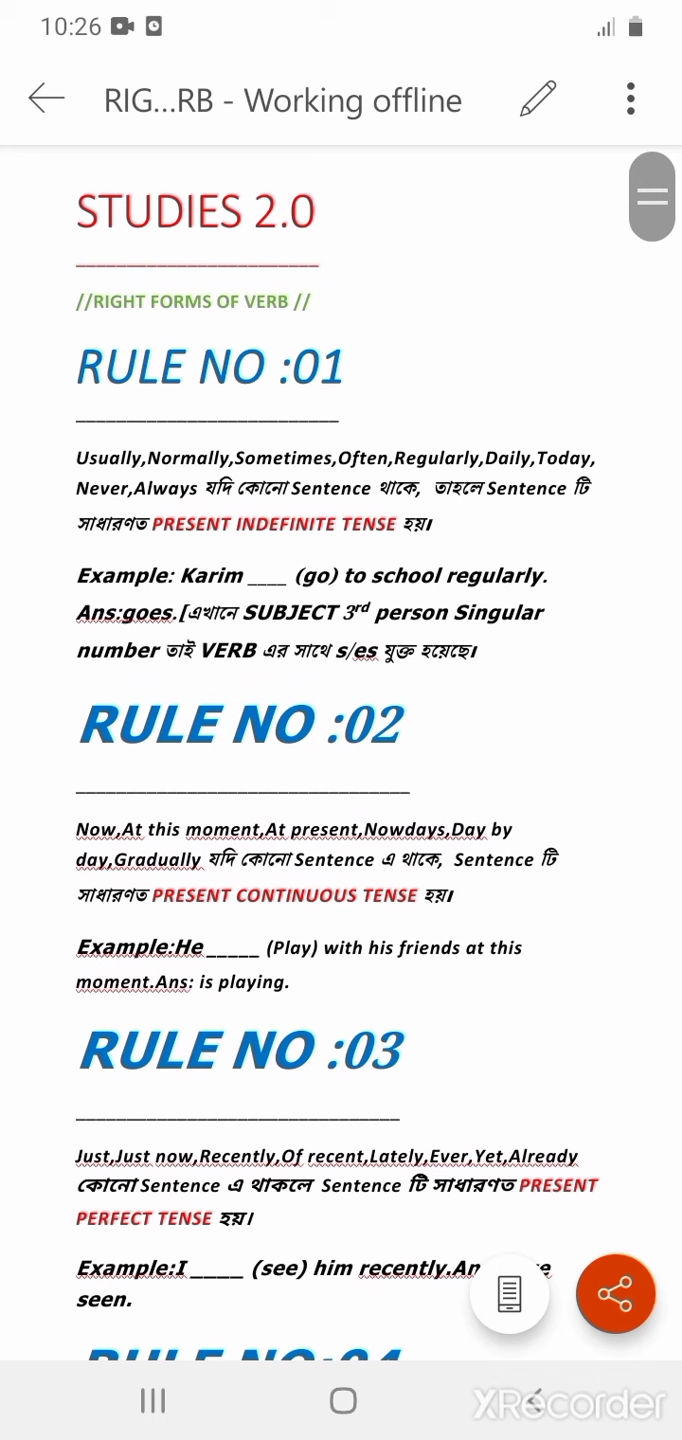 10:26
RIG...RB - Working offline
STUDIES 2.0
//RIGHT FORMS OF VERB //
RULE NO :01
Usually,Normally,Sometimes,Often,Regularly,Daily,Today,
Never,Always যদি কোনো Sentence থাকে, তাহলে Sentence টি
সাধারণত PRESENT INDEFINITE TENSE হয়।
Example: Karim ____ (go) to school regularly.
Ans:goes.[এখানে SUBJECT 3rd person Singular
number তাই VERB এর সাথে s/es যুক্ত হয়েছে।
RULE NO :02
Now,At this moment,At present,Nowdays,Day by
day,Gradually যদি কোনো Sentence এ থাকে, Sentence টি
সাধারণত PRESENT CONTINUOUS TENSE হয়।
Example:He _____ (Play) with his friends at this
moment.Ans: is playing.
RULE NO :03
Just,Just now,Recently,Of recent,Lately,Ever,Yet,Already
কোনো Sentence এ থাকলে Sentence টি সাধারণত PRESENT
PERFECT TENSE হয়।
Example:I _____ (see) him recently.
seen.
XRecorder